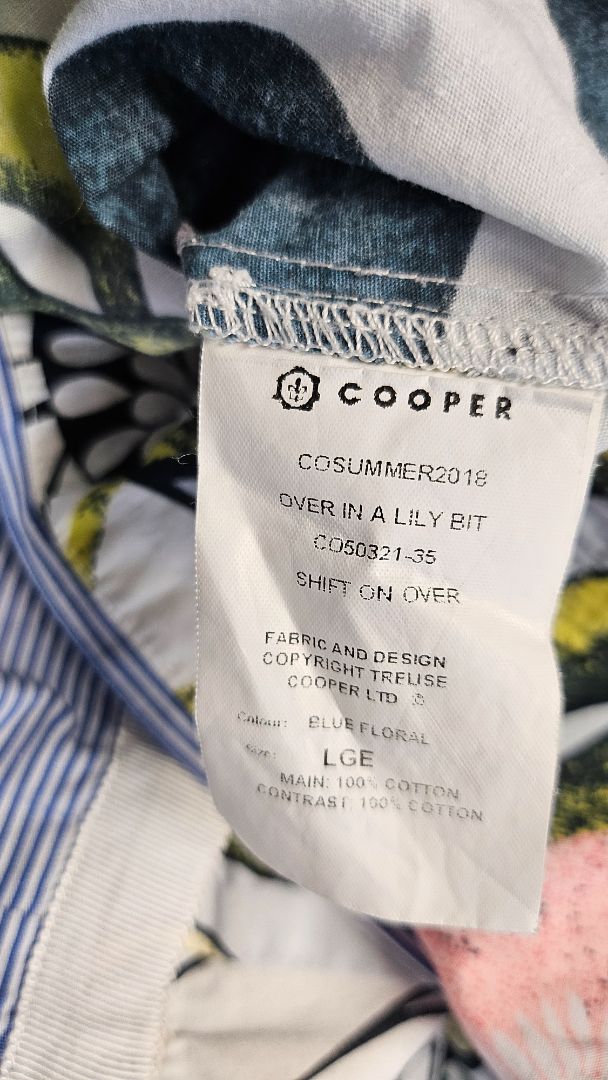 COOPER
COSUMMER2018
OVER IN A LILY BIT
CO50321-35
SHIFT ON OVER
FABRIC AND DESIGN
COPYRIGHT TRELISE
COOPER LTD ©
Colour: BLUE FLORAL
Size: LGE
MAIN: 100% COTTON
CONTRAST: 100% COTTON